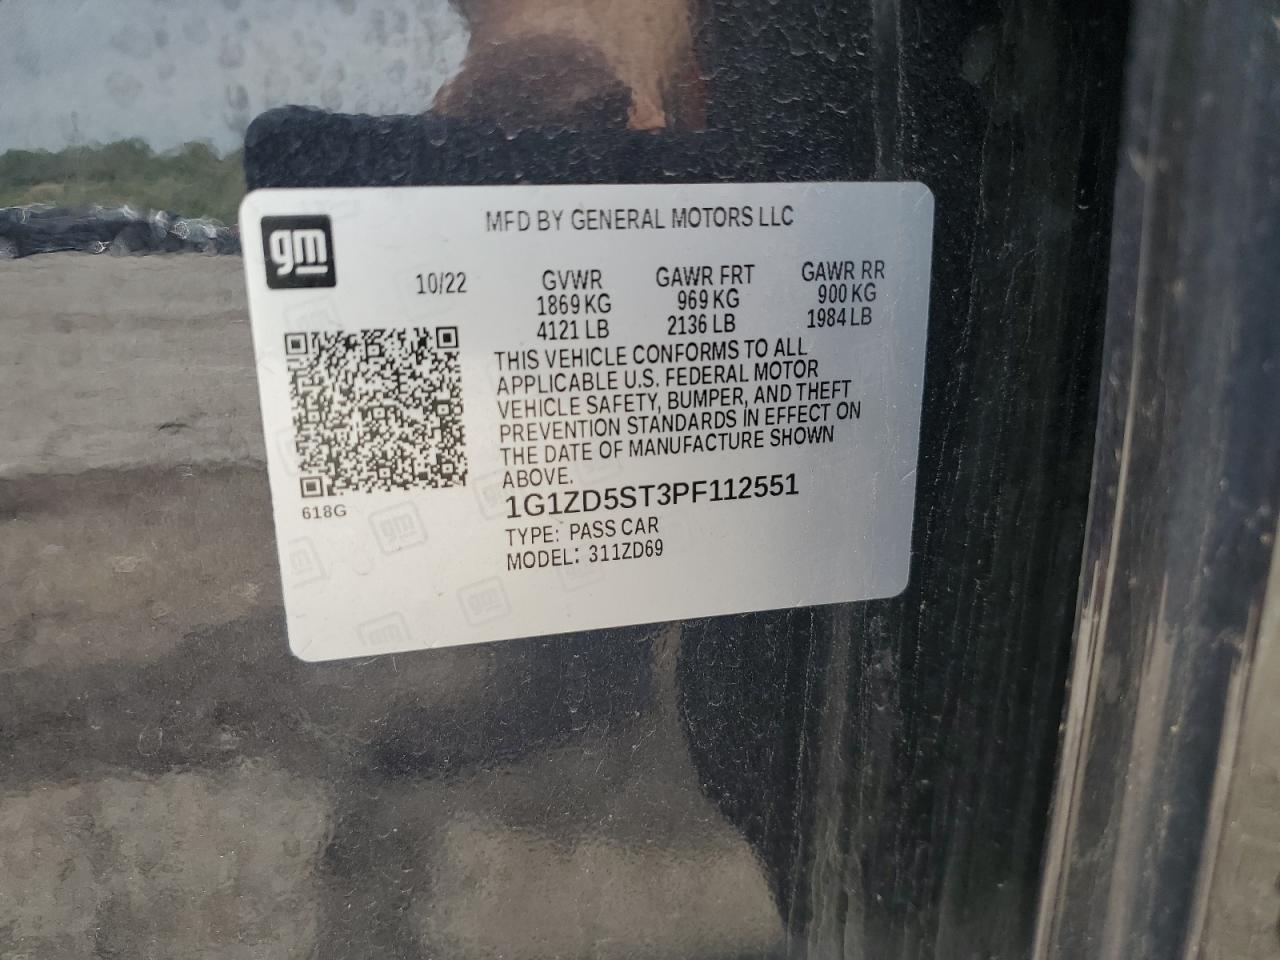 gm
MFD BY GENERAL MOTORS LLC
10/22
GVWR
1869 KG
4121 LB
GAWR FRT
969 KG
2136 LB
GAWR RR
900 KG
1984 LB
THIS VEHICLE CONFORMS TO ALL
APPLICABLE U.S. FEDERAL MOTOR
VEHICLE SAFETY, BUMPER, AND THEFT
PREVENTION STANDARDS IN EFFECT ON
THE DATE OF MANUFACTURE SHOWN
ABOVE.
1G1ZD5ST3PF112551
TYPE: PASS CAR
MODEL: 311ZD69
618G